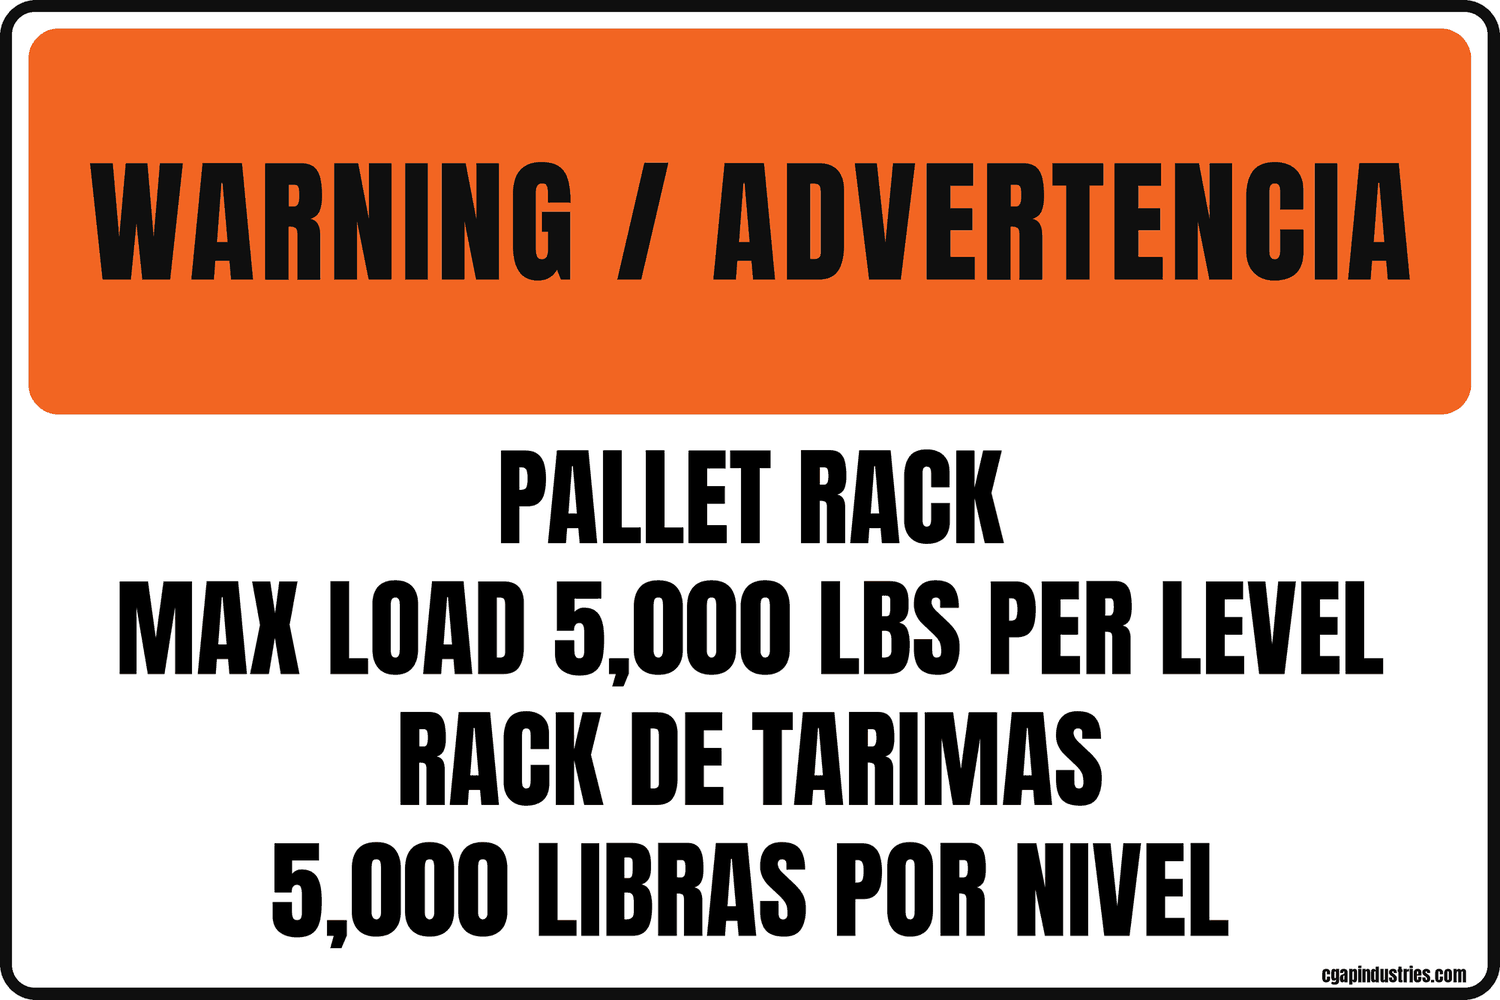 WARNING / ADVERTENCIA
PALLET RACK
MAX LOAD 5,000 LBS PER LEVEL
RACK DE TARIMAS
5,000 LIBRAS POR NIVEL
cgapindustries.com